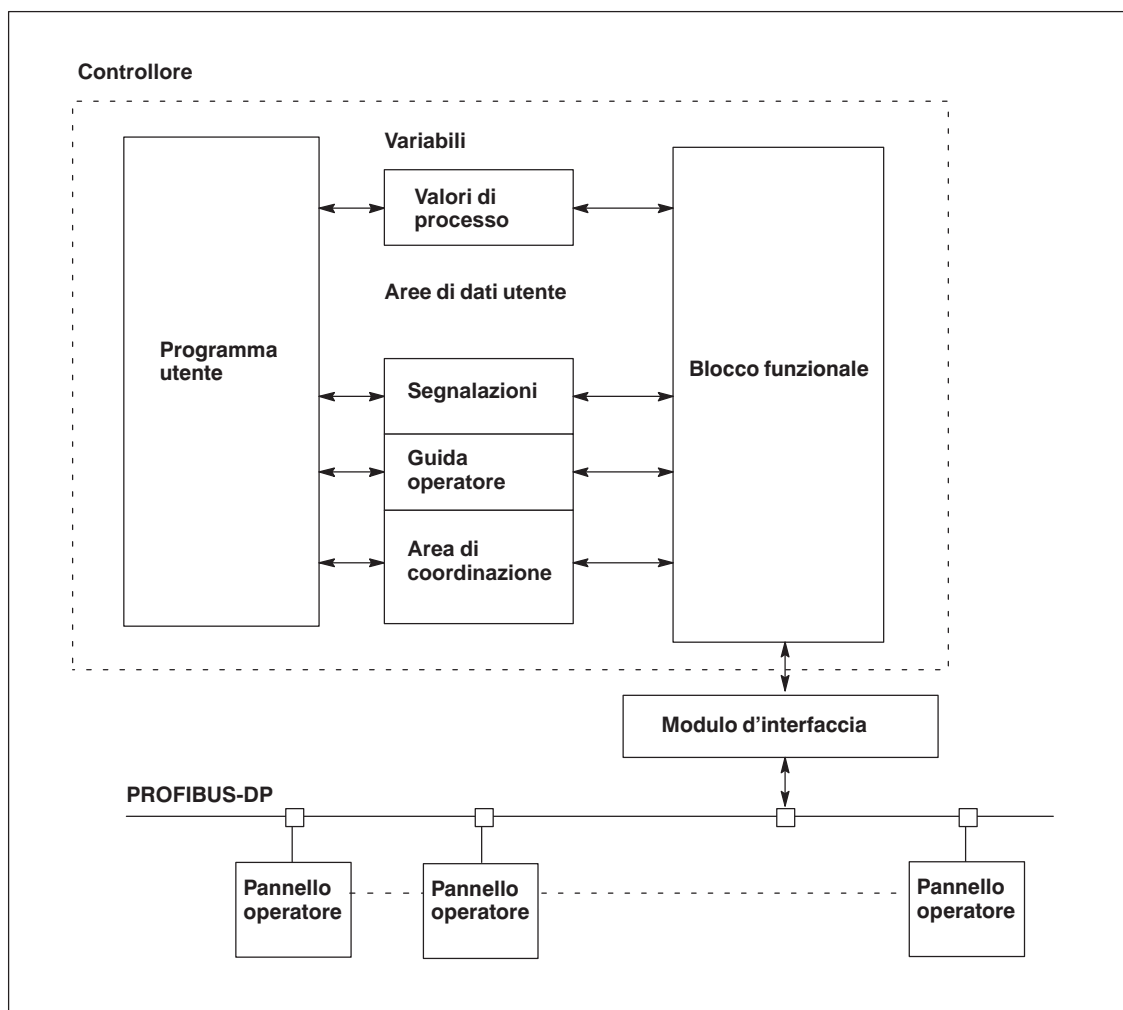 Controllore
Variabili
Valori di
processo
Aree di dati utente
Programma
utente
Blocco funzionale
Segnalazioni
Guida
operatore
Area di
coordinazione
Modulo d'interfaccia
PROFIBUS-DP
Pannello
operatore
Pannello
operatore
Pannello
operatore